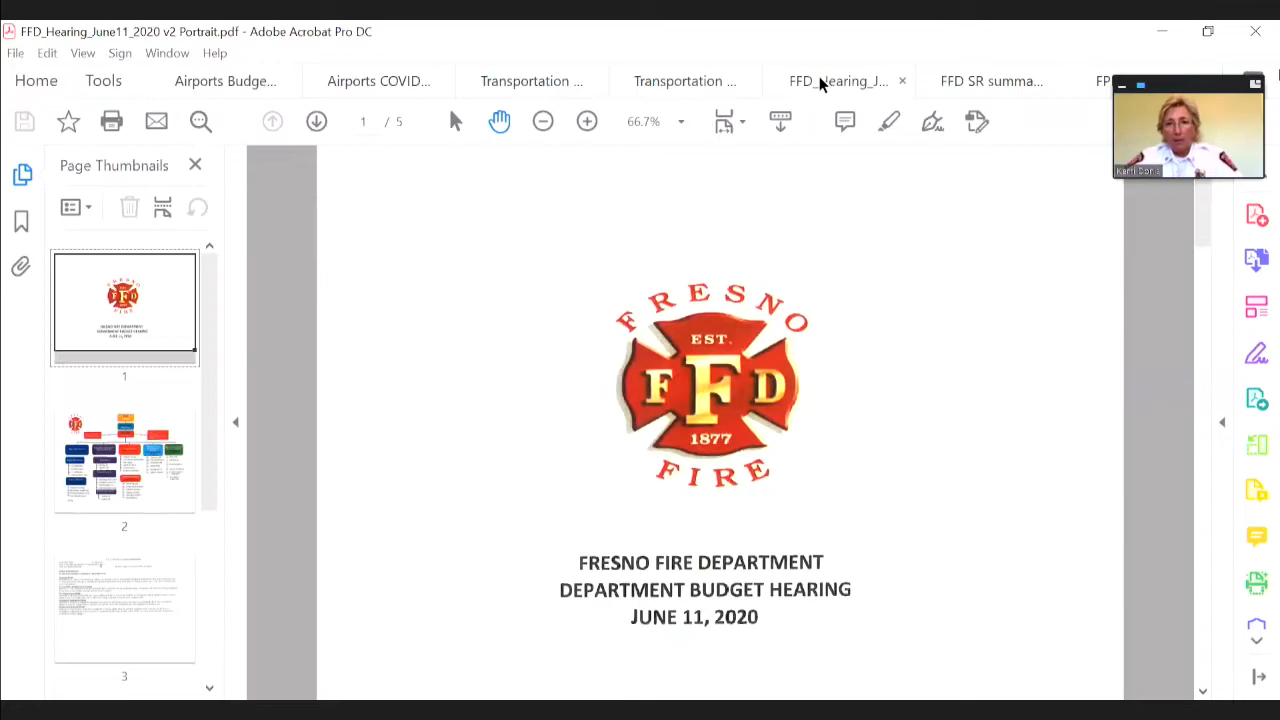 FFD_Hearing_June11_2020 v2 Portrait.pdf - Adobe Acrobat Pro DC
File Edit View Sign Window Help
Home Tools Airports Budge... Airports COVID... Transportation ... Transportation ... FFD_Hearing_J... FFD SR summa...
1 / 5 66.7%
Page Thumbnails
FRESNO
EST.
FFD
1877
FIRE
FRESNO FIRE DEPARTMENT
DEPARTMENT BUDGET HEARING
JUNE 11, 2020
1
2
3